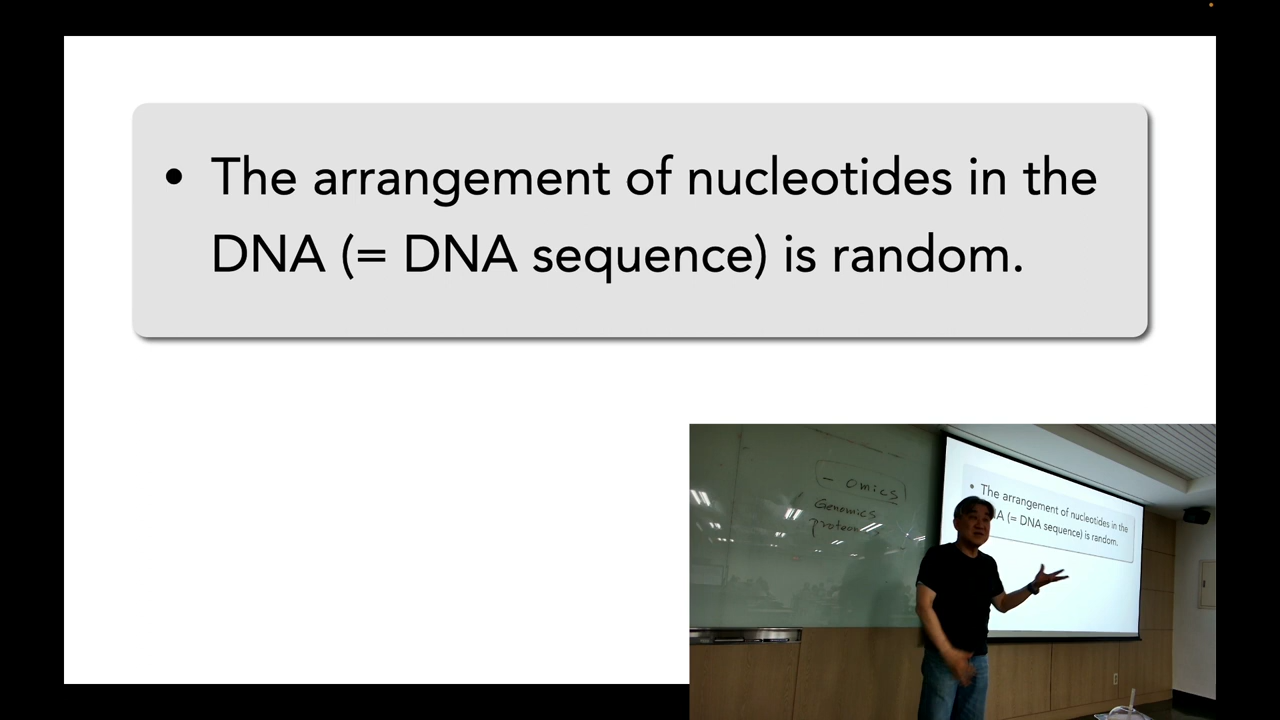 • The arrangement of nucleotides in the
DNA (= DNA sequence) is random.
- omics
Genomics
• The arrangement of nucleotides in the
(= DNA sequence) is random.